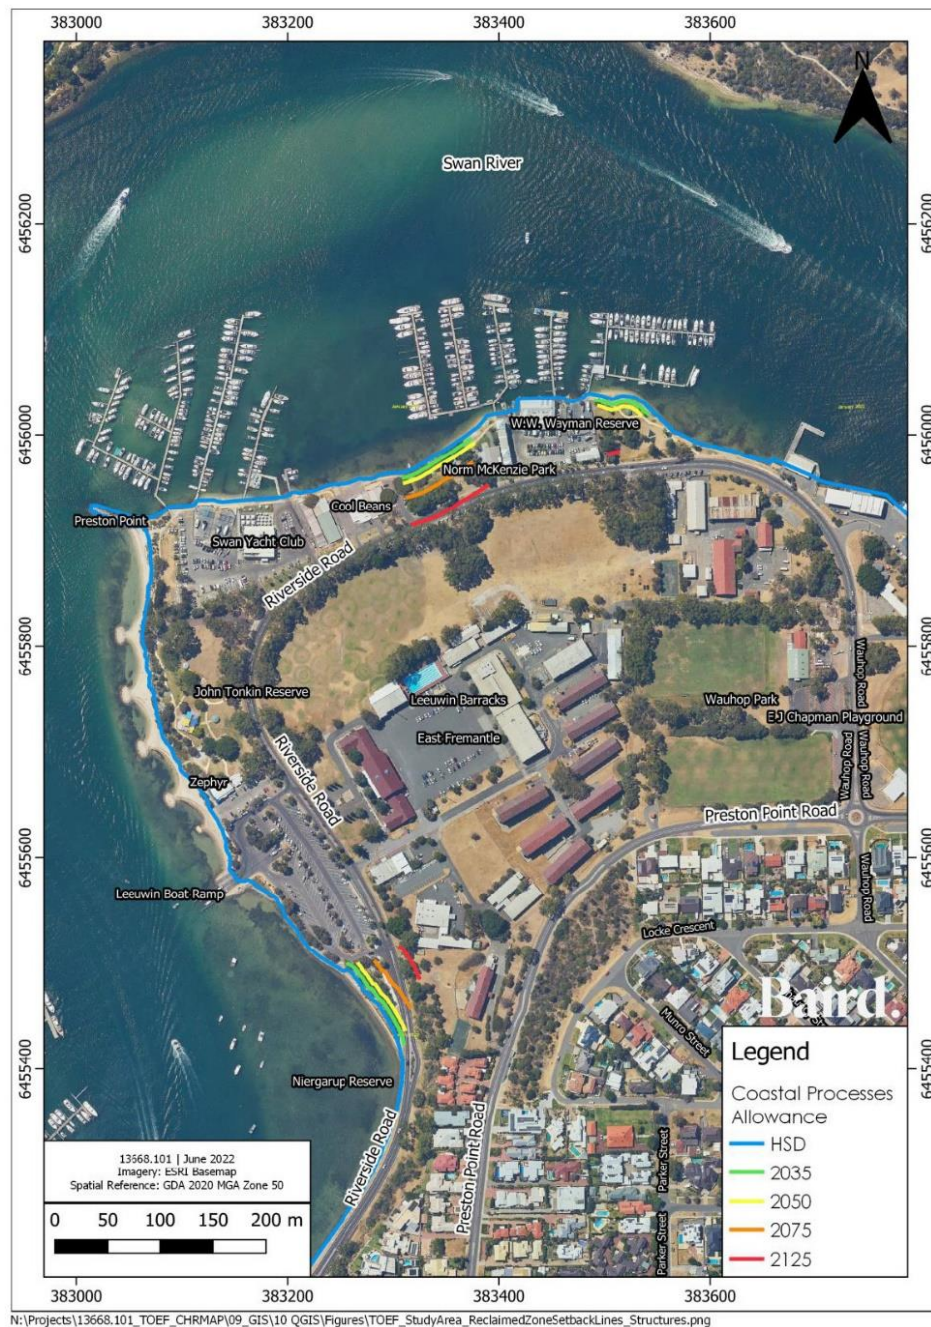 383000 383200 383400 383600
N
Swan River
6456200
6456200
6456000
6456000
W.W. Wayman Reserve
Norm McKenzie Park
Cool Beans
Preston Point
Swan Yacht Club
Riverside Road
6455800
6455800
John Tonkin Reserve
Leeuwin Barracks
Wauhop Park
East Fremantle
E J Chapman Playground
Wauhop Road
Wauhop Road
Wauhop Road
Wauhop Road
Riverside Road
Zephyr
Preston Point Road
6455600
6455600
Leeuwin Boat Ramp
Wauhop Road
Locke Crescent
Baird.
Munro Street
6455400
6455400
Niergarup Reserve
Riverside Road
Preston Point Road
Parker Street
Parker Street
Legend
Coastal Processes
Allowance
HSD
2035
2050
2075
2125
13668.101 | June 2022
Imagery: ESRI Basemap
Spatial Reference: GDA 2020 MGA Zone 50
0 50 100 150 200 m
383000 383200 383400 383600
N:\Projects\13668.101_TOEF_CHRMAP\09_GIS\10 QGIS\Figures\TOEF_StudyArea_ReclaimedZoneSetbackLines_Structures.png